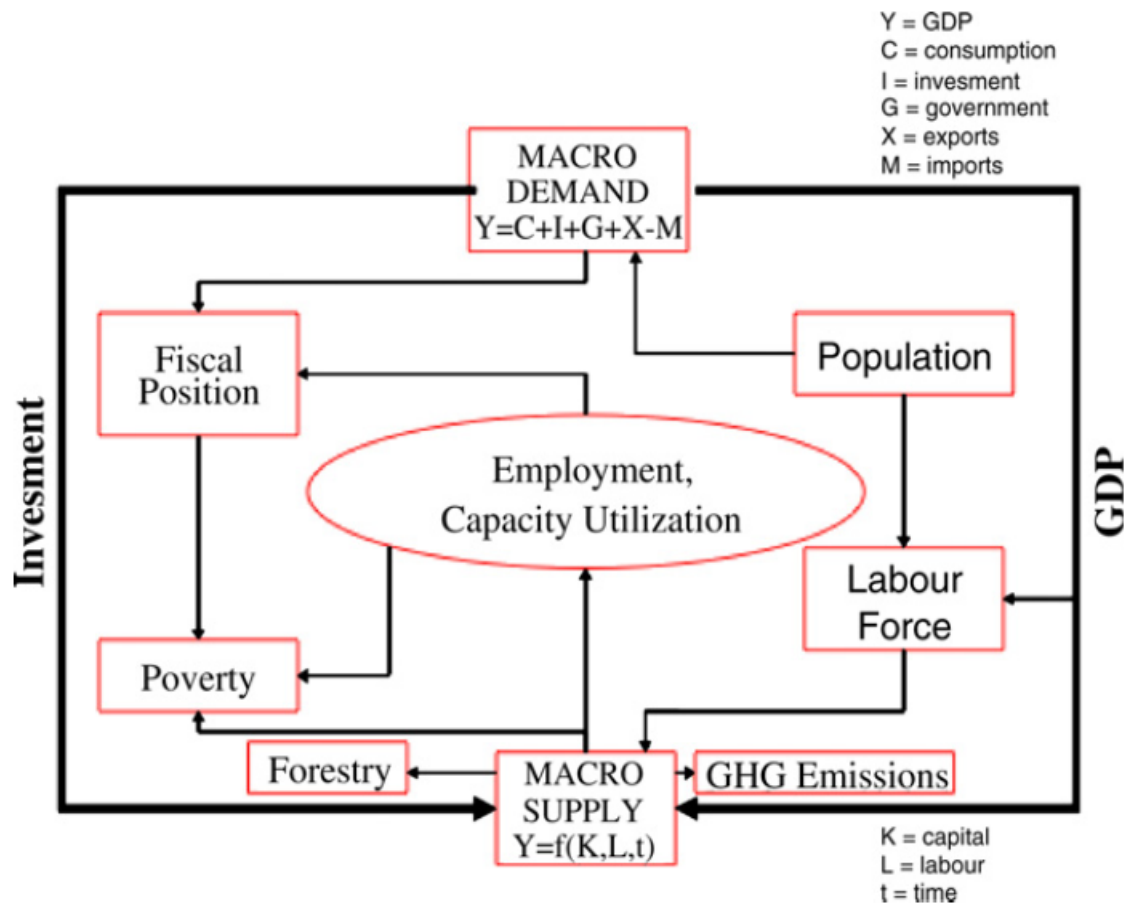 Y = GDP
C = consumption
I = invesment
G = government
X = exports
M = imports
MACRO
DEMAND
Y=C+I+G+X-M
Fiscal
Position
Population
Invesment
Employment,
Capacity Utilization
GDP
Labour
Force
Poverty
Forestry
MACRO
SUPPLY
Y=f(K,L,t)
GHG Emissions
K = capital
L = labour
t = time